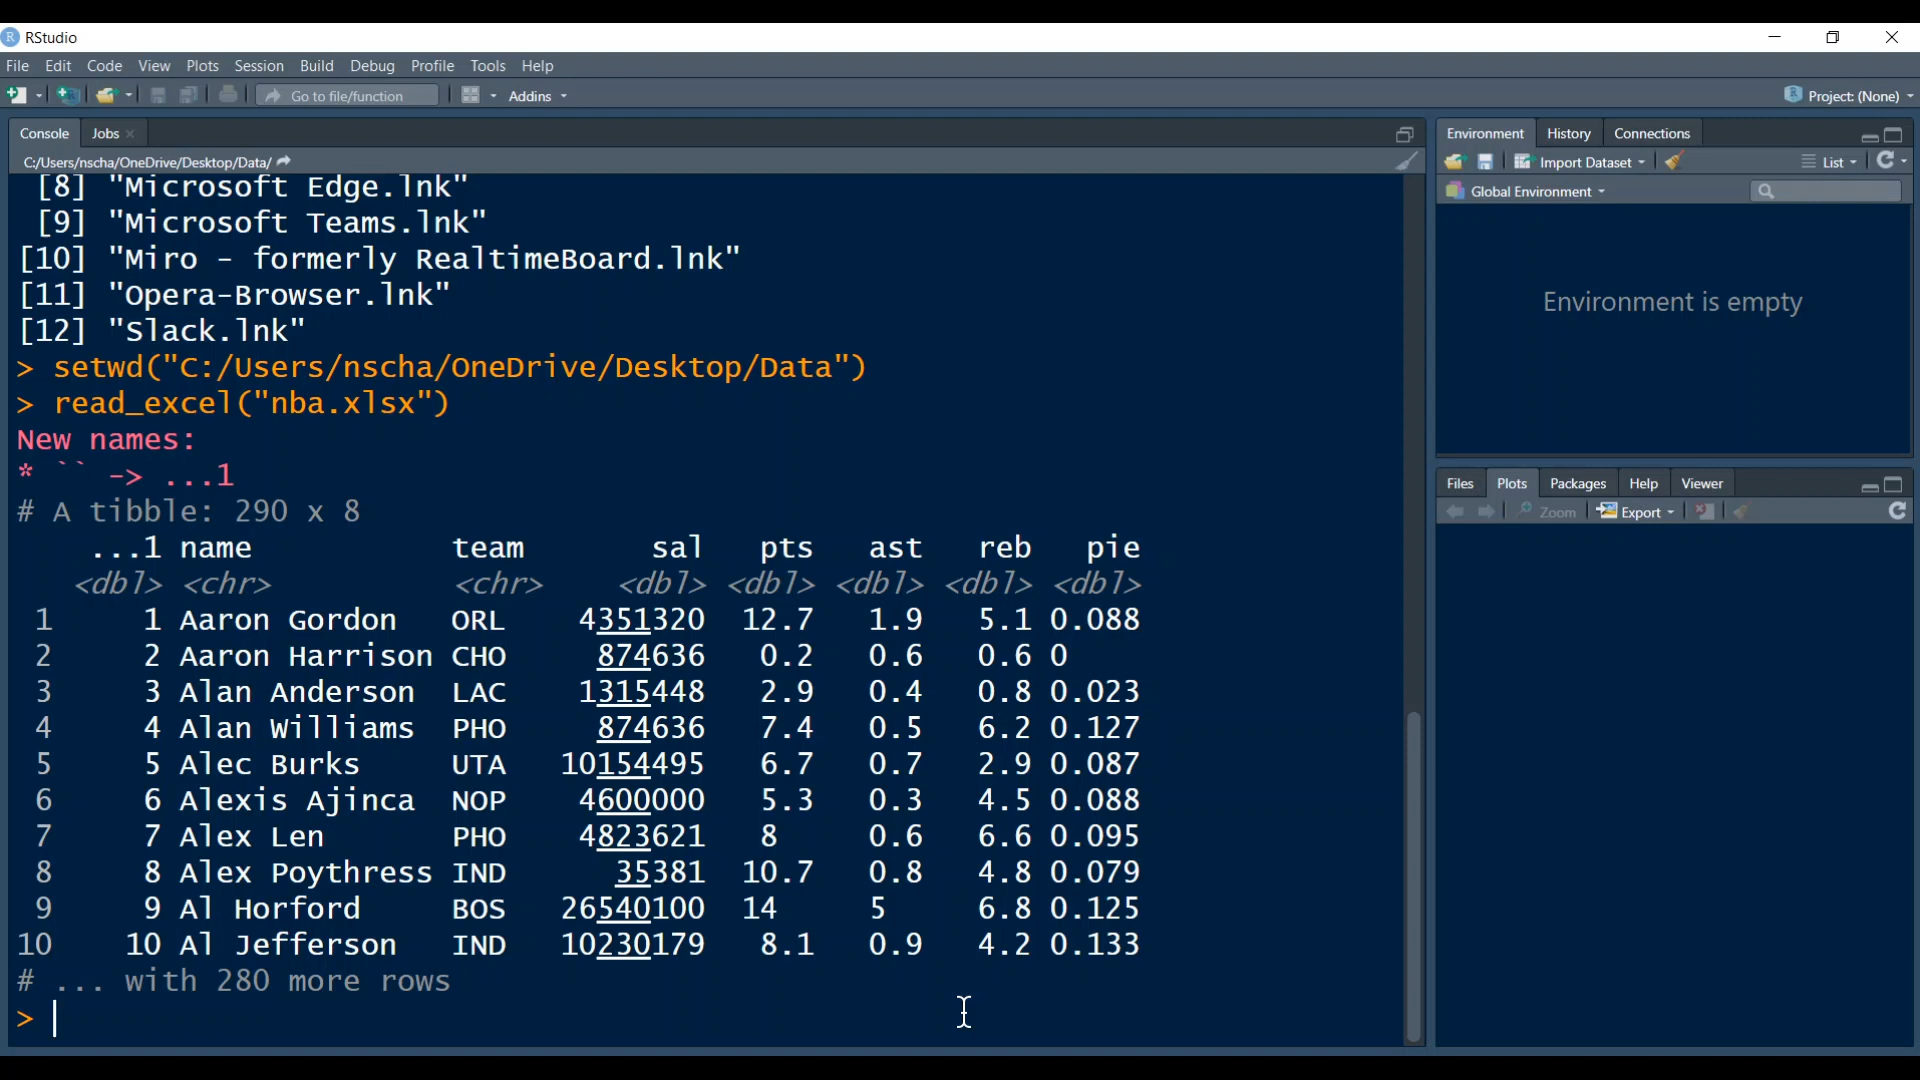 RStudio
File Edit Code View Plots Session Build Debug Profile Tools Help
Go to file/function Addins Project: (None)
Console Jobs
C:/Users/nscha/OneDrive/Desktop/Data/
[8] "Microsoft Edge.lnk"
[9] "Microsoft Teams.lnk"
[10] "Miro - formerly RealtimeBoard.lnk"
[11] "Opera-Browser.lnk"
[12] "Slack.lnk"
> setwd("C:/Users/nscha/OneDrive/Desktop/Data")
> read_excel("nba.xlsx")
New names:
* `` -> ...1
# A tibble: 290 x 8
...1 name team sal pts ast reb pie
<dbl> <chr> <chr> <dbl> <dbl> <dbl> <dbl> <dbl>
1 1 Aaron Gordon ORL 4351320 12.7 1.9 5.1 0.088
2 2 Aaron Harrison CHO 874636 0.2 0.6 0.6 0
3 3 Alan Anderson LAC 1315448 2.9 0.4 0.8 0.023
4 4 Alan Williams PHO 874636 7.4 0.5 6.2 0.127
5 5 Alec Burks UTA 10154495 6.7 0.7 2.9 0.087
6 6 Alexis Ajinca NOP 4600000 5.3 0.3 4.5 0.088
7 7 Alex Len PHO 4823621 8 0.6 6.6 0.095
8 8 Alex Poythress IND 35381 10.7 0.8 4.8 0.079
9 9 Al Horford BOS 26540100 14 5 6.8 0.125
10 10 Al Jefferson IND 10230179 8.1 0.9 4.2 0.133
# ... with 280 more rows
>
Environment History Connections
Import Dataset List
Global Environment
Environment is empty
Files Plots Packages Help Viewer
Zoom Export